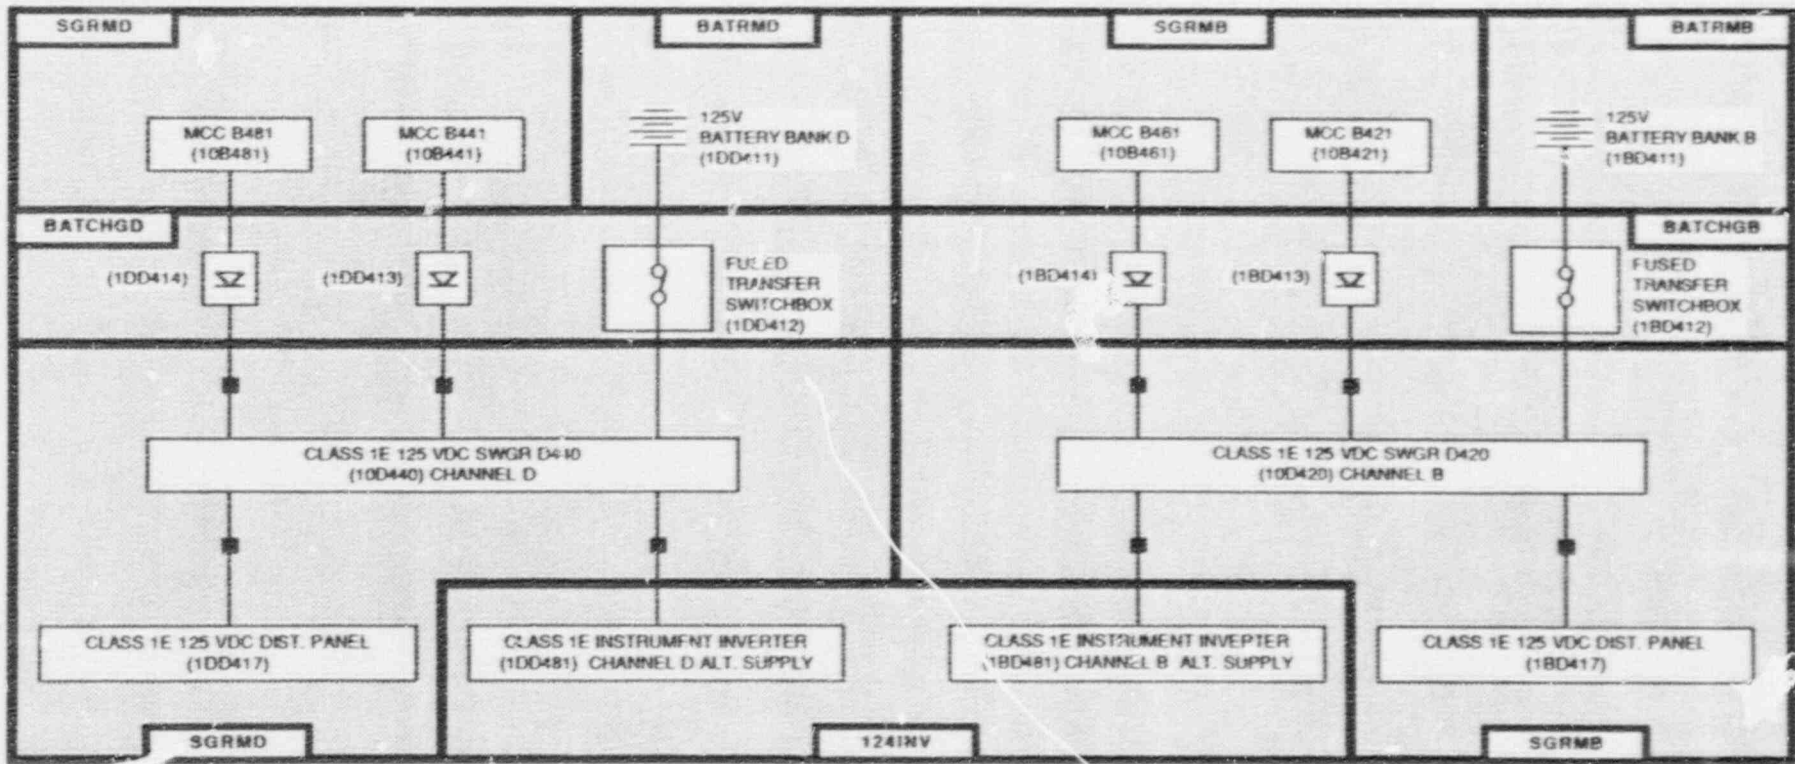 SGRMD
BATRMD
SGRMB
BATRMB
MCC B481
(10B481)
MCC B441
(10B441)
125V
BATTERY BANK D
(1DD411)
MCC B461
(10B461)
MCC B421
(10B421)
125V
BATTERY BANK B
(1BD411)
BATCHGD
BATCHGB
(1DD414)
(1DD413)
FUSED
TRANSFER
SWITCHBOX
(1DD412)
(1BD414)
(1BD413)
FUSED
TRANSFER
SWITCHBOX
(1BD412)
CLASS 1E 125 VDC SWGR D440
(10D440) CHANNEL D
CLASS 1E 125 VDC SWGR D420
(10D420) CHANNEL B
CLASS 1E 125 VDC DIST. PANEL
(1DD417)
CLASS 1E INSTRUMENT INVERTER
(1DD481) CHANNEL D ALT. SUPPLY
CLASS 1E INSTRUMENT INVERTER
(1BD481) CHANNEL B ALT. SUPPLY
CLASS 1E 125 VDC DIST. PANEL
(1BD417)
SGRMD
124INV
SGRMB